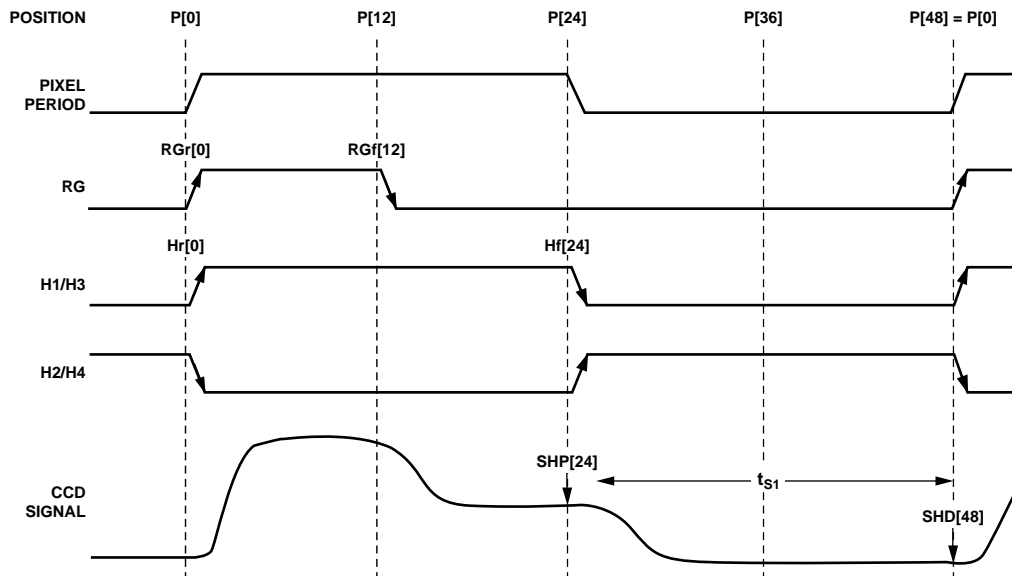 POSITION P[0] P[12] P[24] P[36] P[48] = P[0]
PIXEL
PERIOD
RGr[0] RGf[12]
RG
Hr[0] Hf[24]
H1/H3
H2/H4
SHP[24]
tS1
CCD
SIGNAL
SHD[48]